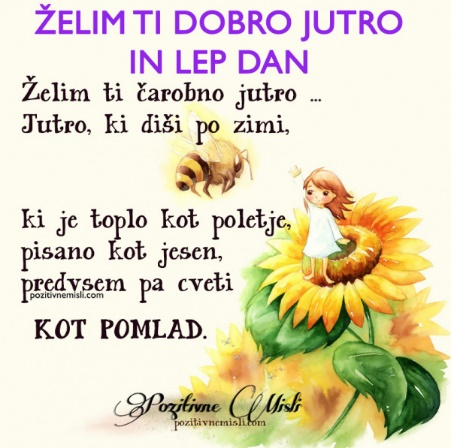 ŽELIM TI DOBRO JUTRO
IN LEP DAN
Želim ti čarobno jutro ...
Jutro, ki diši po zimi,
ki je toplo kot poletje,
pisano kot jesen,
predvsem pa cveti
pozitivnemisli.com
KOT POMLAD.
Pozitivne Misli
pozitivnemisli.com